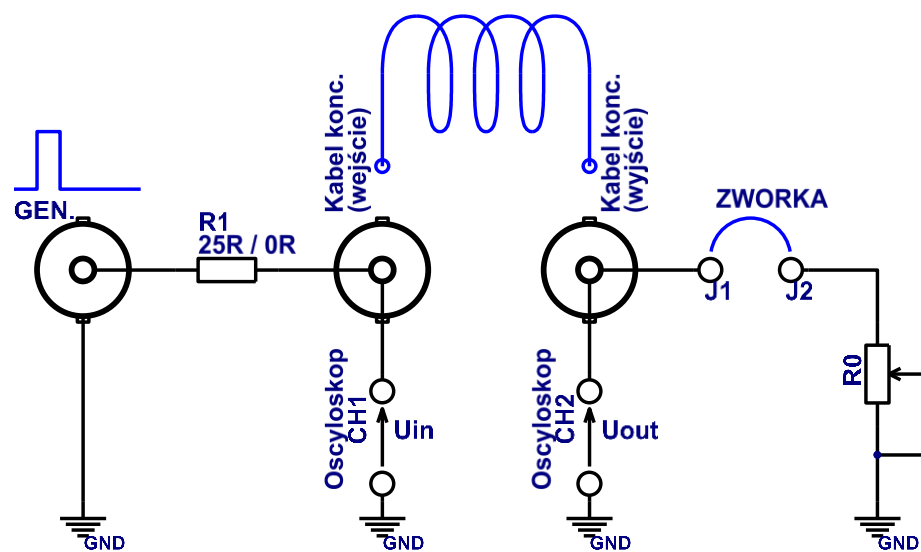 Kabel konc.
(wejście)
Kabel konc.
(wyjście)
GEN.
R1
25R / 0R
ZWORKA
J1
J2
R0
Oscyloskop
CH1
Uin
Oscyloskop
CH2
Uout
GND
GND
GND
GND